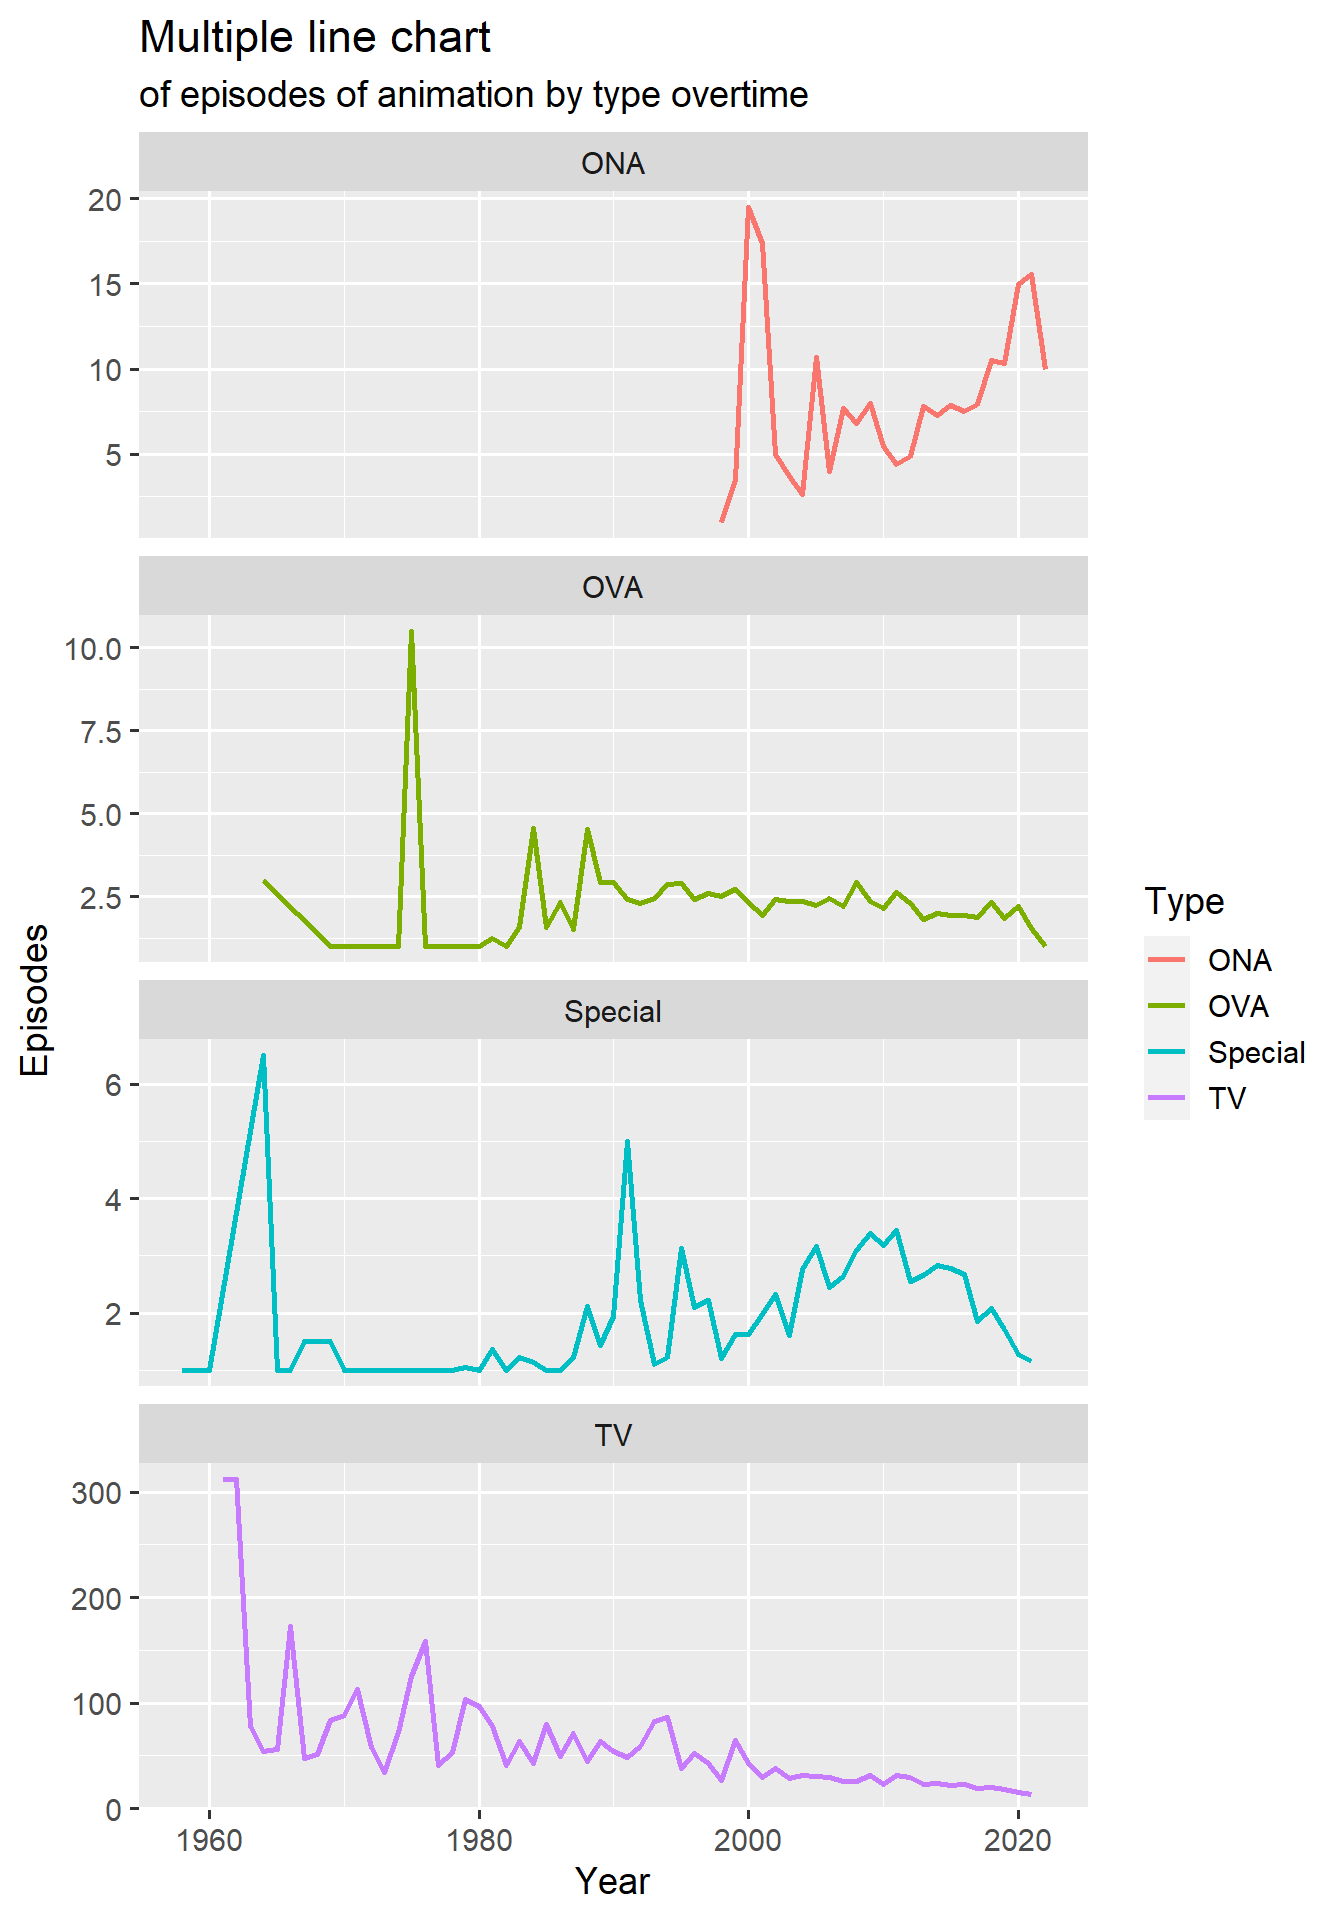 Multiple line chart
of episodes of animation by type overtime
ONA
20
15
10
5
OVA
10.0
7.5
5.0
2.5
Special
6
4
2
TV
300
200
100
0
1960 1980 2000 2020
Year
Episodes
Type
ONA
OVA
Special
TV